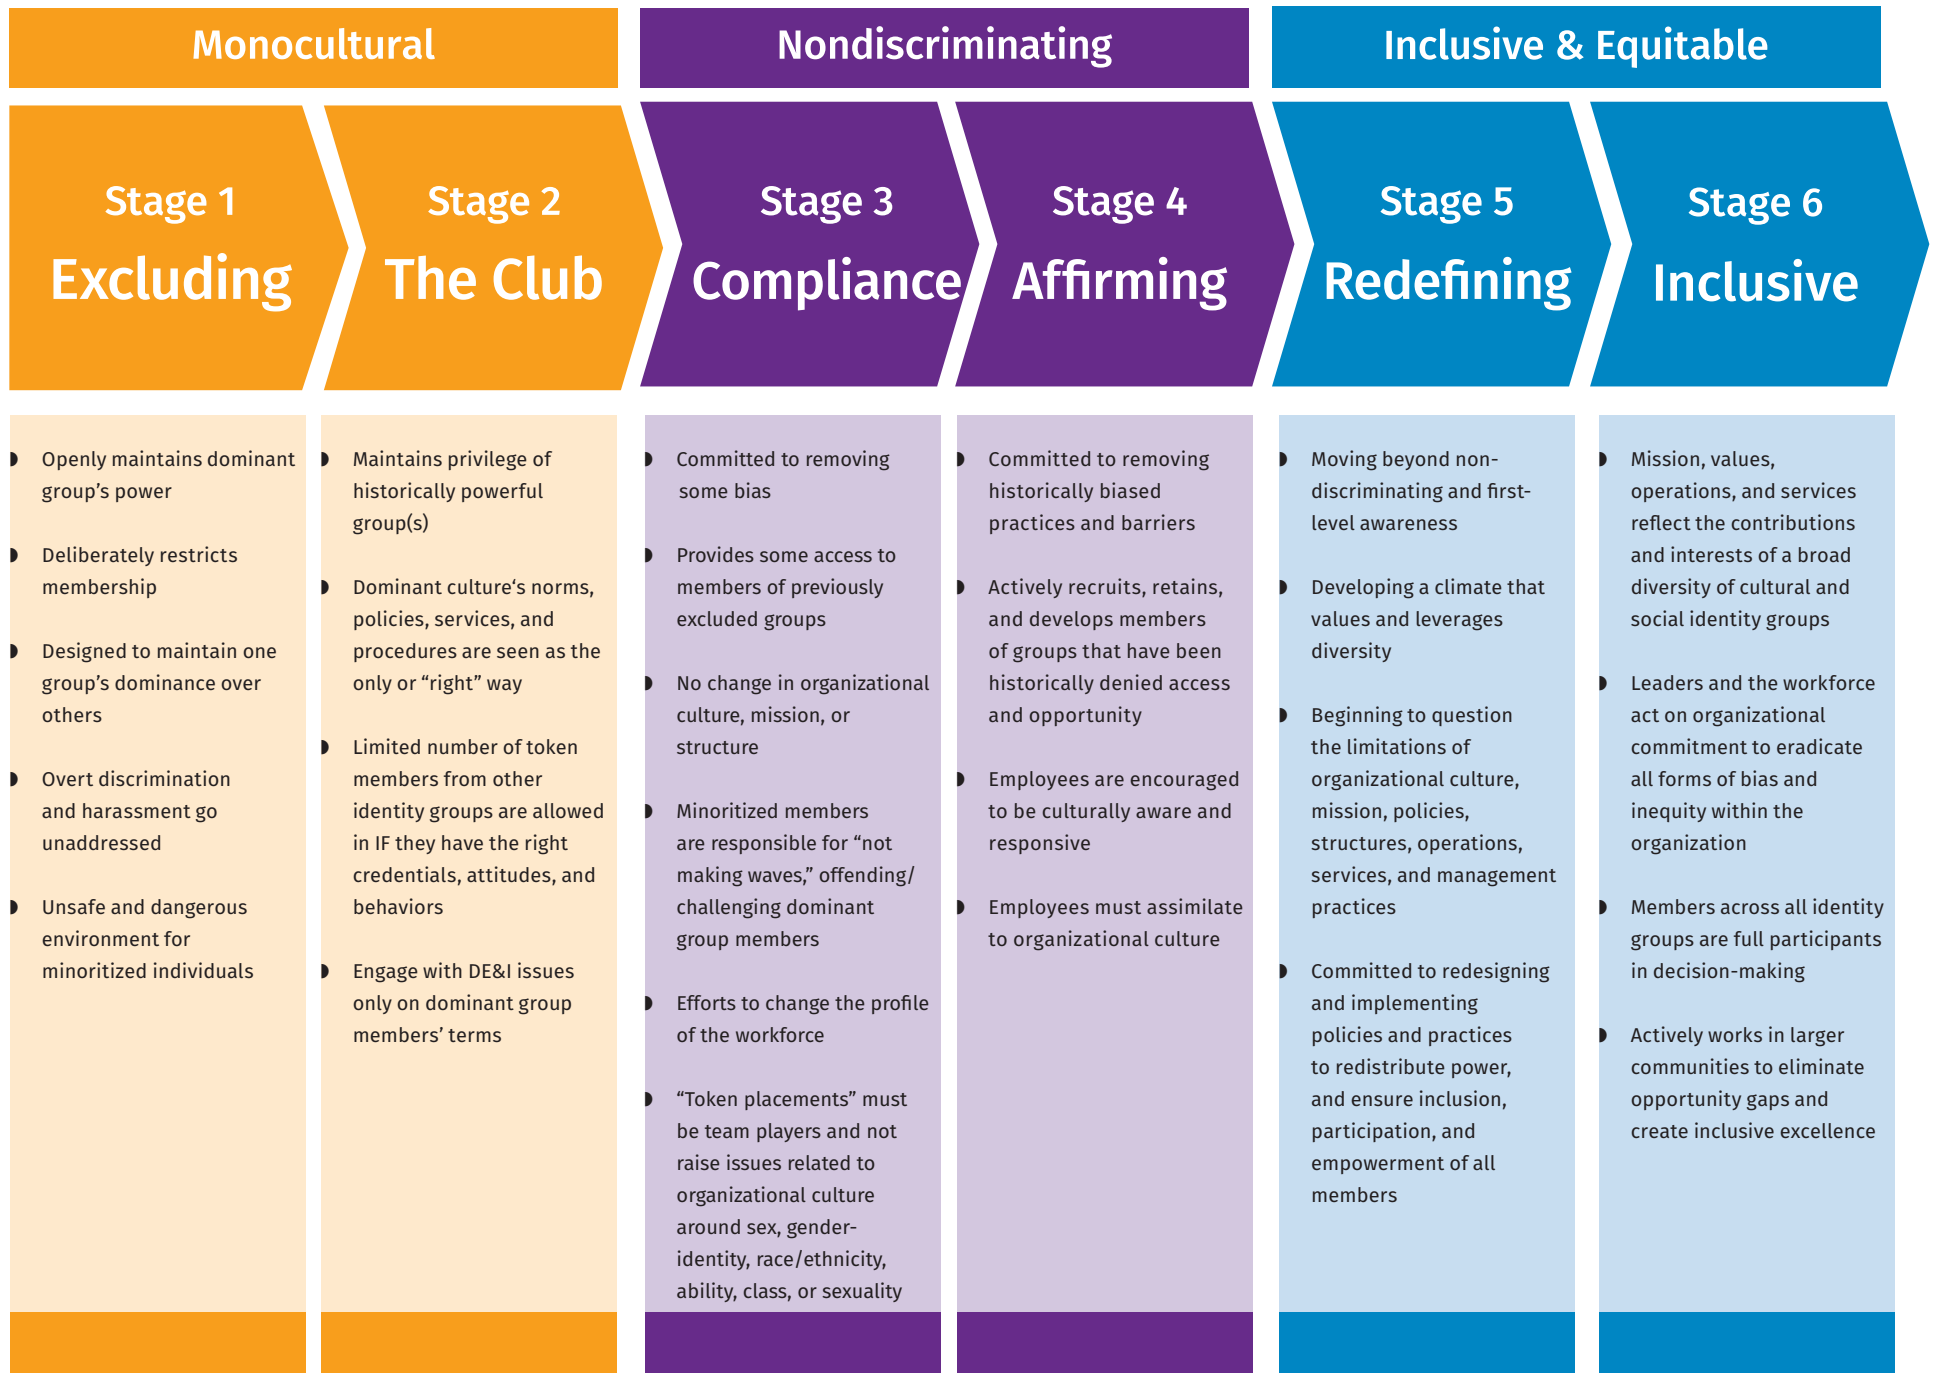 Monocultural
Nondiscriminating
Inclusive & Equitable
Stage 1
Excluding
Stage 2
The Club
Stage 3
Compliance
Stage 4
Affirming
Stage 5
Redefining
Stage 6
Inclusive
Openly maintains dominant
group’s power
Deliberately restricts
membership
Designed to maintain one
group’s dominance over
others
Overt discrimination
and harassment go
unaddressed
Unsafe and dangerous
environment for
minoritized individuals
Maintains privilege of
historically powerful
group(s)
Dominant culture‘s norms,
policies, services, and
procedures are seen as the
only or “right” way
Limited number of token
members from other
identity groups are allowed
in IF they have the right
credentials, attitudes, and
behaviors
Engage with DE&I issues
only on dominant group
members’ terms
Committed to removing
some bias
Provides some access to
members of previously
excluded groups
No change in organizational
culture, mission, or
structure
Minoritized members
are responsible for “not
making waves,” offending/
challenging dominant
group members
Efforts to change the profile
of the workforce
“Token placements” must
be team players and not
raise issues related to
organizational culture
around sex, gender-
identity, race/ethnicity,
ability, class, or sexuality
Committed to removing
historically biased
practices and barriers
Actively recruits, retains,
and develops members
of groups that have been
historically denied access
and opportunity
Employees are encouraged
to be culturally aware and
responsive
Employees must assimilate
to organizational culture
Moving beyond non-
discriminating and first-
level awareness
Developing a climate that
values and leverages
diversity
Beginning to question
the limitations of
organizational culture,
mission, policies,
structures, operations,
services, and management
practices
Committed to redesigning
and implementing
policies and practices
to redistribute power,
and ensure inclusion,
participation, and
empowerment of all
members
Mission, values,
operations, and services
reflect the contributions
and interests of a broad
diversity of cultural and
social identity groups
Leaders and the workforce
act on organizational
commitment to eradicate
all forms of bias and
inequity within the
organization
Members across all identity
groups are full participants
in decision-making
Actively works in larger
communities to eliminate
opportunity gaps and
create inclusive excellence